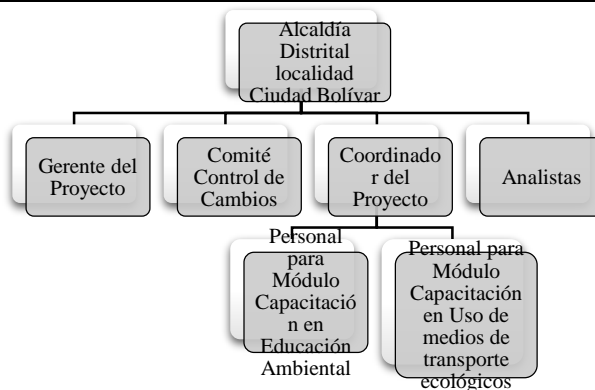 Alcaldía
Distrital
localidad
Ciudad Bolívar
Gerente del
Proyecto
Comité
Control de
Cambios
Coordinado
r del
Proyecto
Analistas
Personal
para
Módulo
Capacitació
n en
Educación
Ambiental
Personal para
Módulo
Capacitación
en Uso de
medios de
transporte
ecológicos